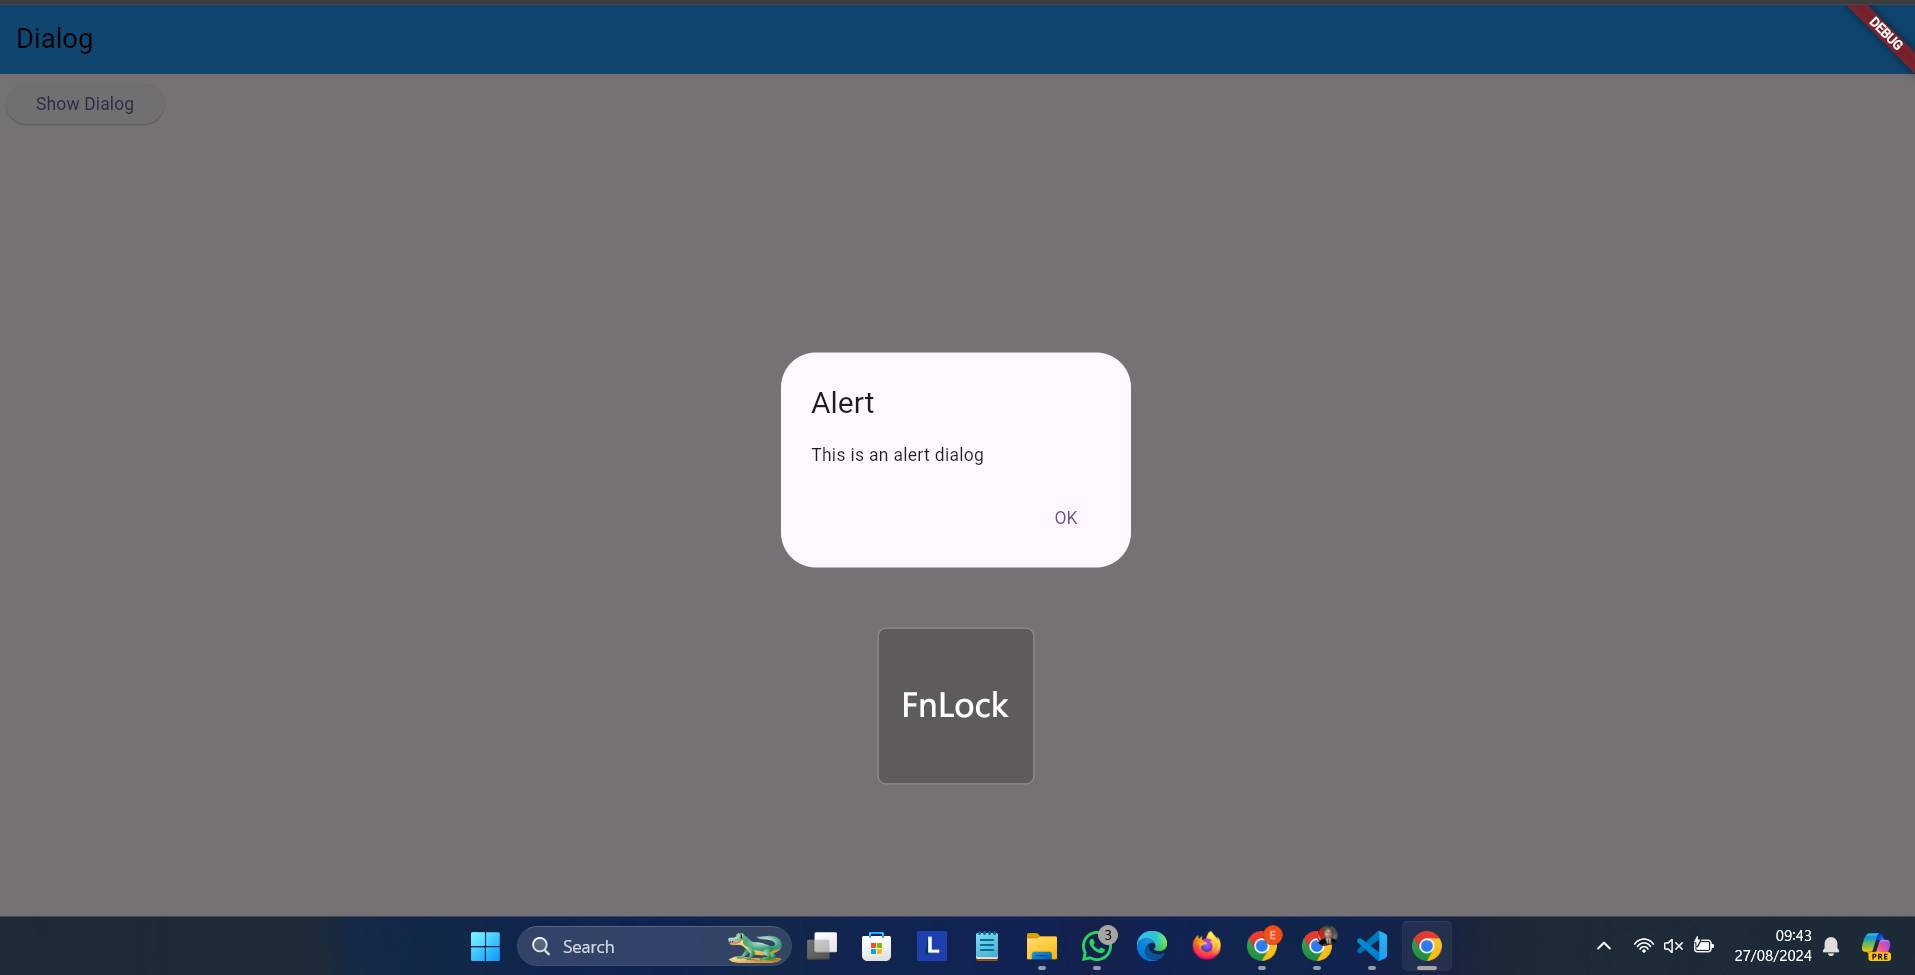 Dialog
DEBUG
Show Dialog
Alert
This is an alert dialog
OK
FnLock
Search
L
3
E
09:43
27/08/2024
PRE